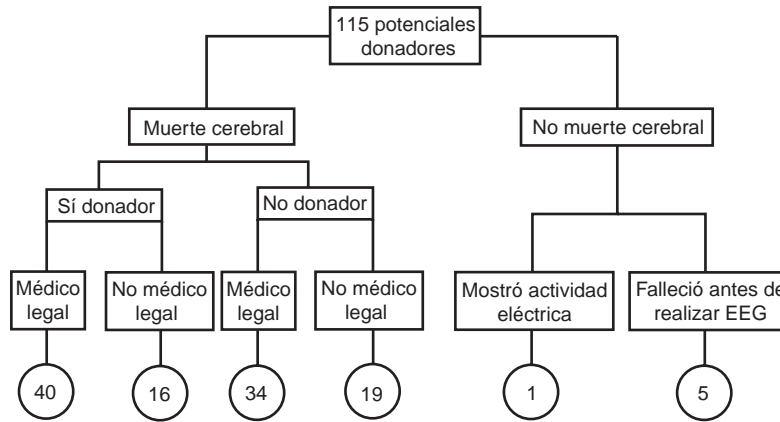 115 potenciales
donadores
Muerte cerebral
No muerte cerebral
Sí donador
No donador
Médico
legal
No médico
legal
Médico
legal
No médico
legal
Mostró actividad
eléctrica
Falleció antes de
realizar EEG
40
16
34
19
1
5